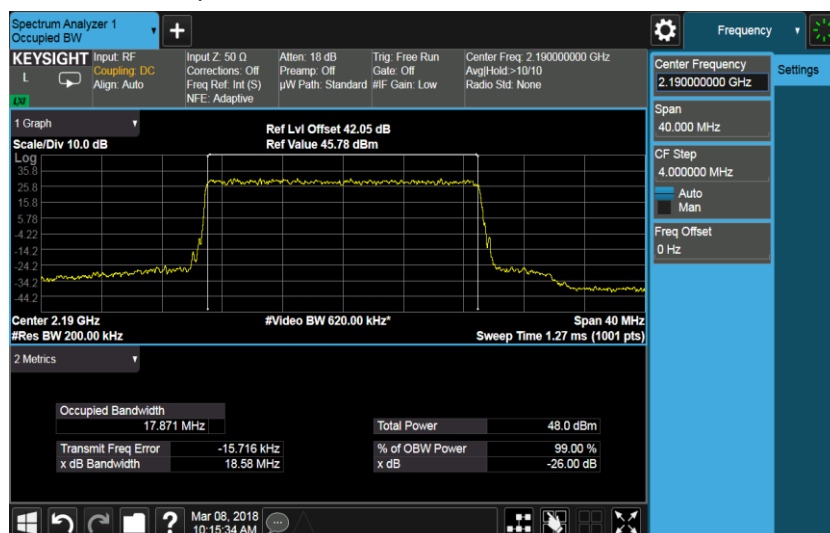 Spectrum Analyzer 1
Occupied BW
+
Frequency
KEYSIGHT
L
LXI
Input: RF
Coupling: DC
Align: Auto
Input Z: 50 Ω
Corrections: Off
Freq Ref: Int (S)
NFE: Adaptive
Atten: 18 dB
Preamp: Off
µW Path: Standard
Trig: Free Run
Gate: Off
#IF Gain: Low
Center Freq: 2.190000000 GHz
Avg|Hold:>10/10
Radio Std: None
Center Frequency
2.190000000 GHz
Settings
Span
40.000 MHz
CF Step
4.000000 MHz
Auto
Man
Freq Offset
0 Hz
1 Graph
Scale/Div 10.0 dB
Ref Lvl Offset 42.05 dB
Ref Value 45.78 dBm
Log
35.8
25.8
15.8
5.78
-4.22
-14.2
-24.2
-34.2
-44.2
Center 2.19 GHz
#Video BW 620.00 kHz*
Span 40 MHz
#Res BW 200.00 kHz
Sweep Time 1.27 ms (1001 pts)
2 Metrics
Occupied Bandwidth
17.871 MHz
Total Power 48.0 dBm
Transmit Freq Error -15.716 kHz
% of OBW Power 99.00 %
x dB Bandwidth 18.58 MHz
x dB -26.00 dB
?
Mar 08, 2018
10:15:34 AM